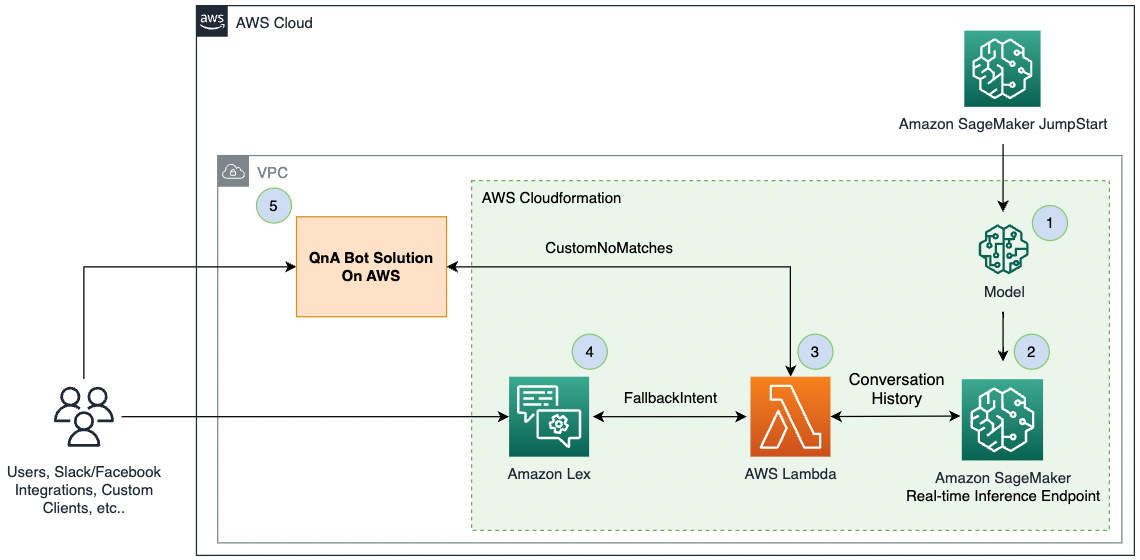 aws
AWS Cloud
Amazon SageMaker JumpStart
VPC
AWS Cloudformation
5
1
QnA Bot Solution
On AWS
CustomNoMatches
Model
4
3
2
FallbackIntent
Conversation
History
Users, Slack/Facebook
Integrations, Custom
Clients, etc..
Amazon Lex
AWS Lambda
Amazon SageMaker
Real-time Inference Endpoint